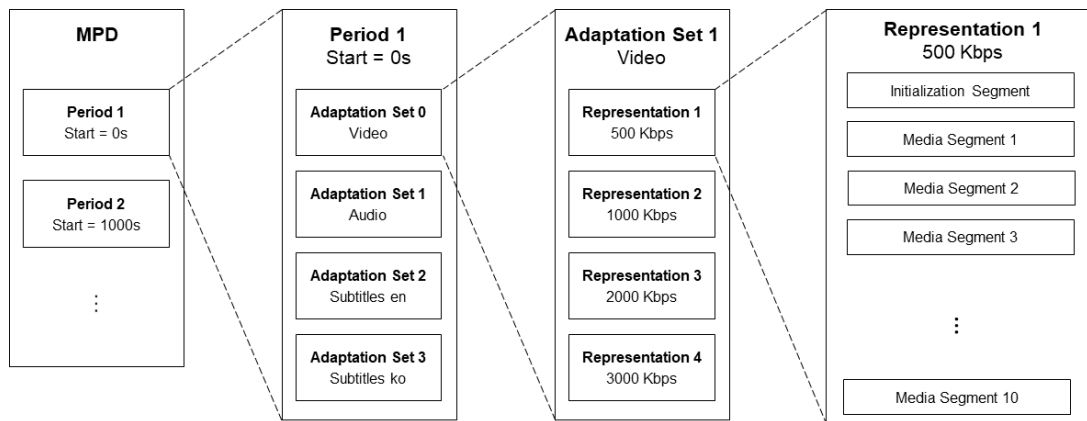 MPD
Period 1
Start = 0s
Period 2
Start = 1000s
⋮
Period 1
Start = 0s
Adaptation Set 0
Video
Adaptation Set 1
Audio
Adaptation Set 2
Subtitles en
Adaptation Set 3
Subtitles ko
Adaptation Set 1
Video
Representation 1
500 Kbps
Representation 2
1000 Kbps
Representation 3
2000 Kbps
Representation 4
3000 Kbps
Representation 1
500 Kbps
Initialization Segment
Media Segment 1
Media Segment 2
Media Segment 3
⋮
Media Segment 10